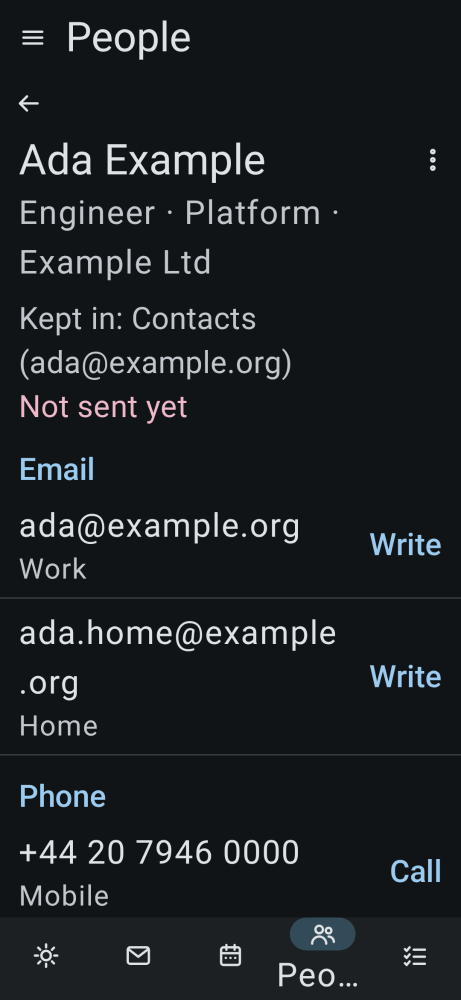 People
Ada Example
Engineer · Platform ·
Example Ltd
Kept in: Contacts
(ada@example.org)
Not sent yet
Email
ada@example.org
Write
Work
ada.home@example
.org
Write
Home
Phone
+44 20 7946 0000
Call
Mobile
Peo…